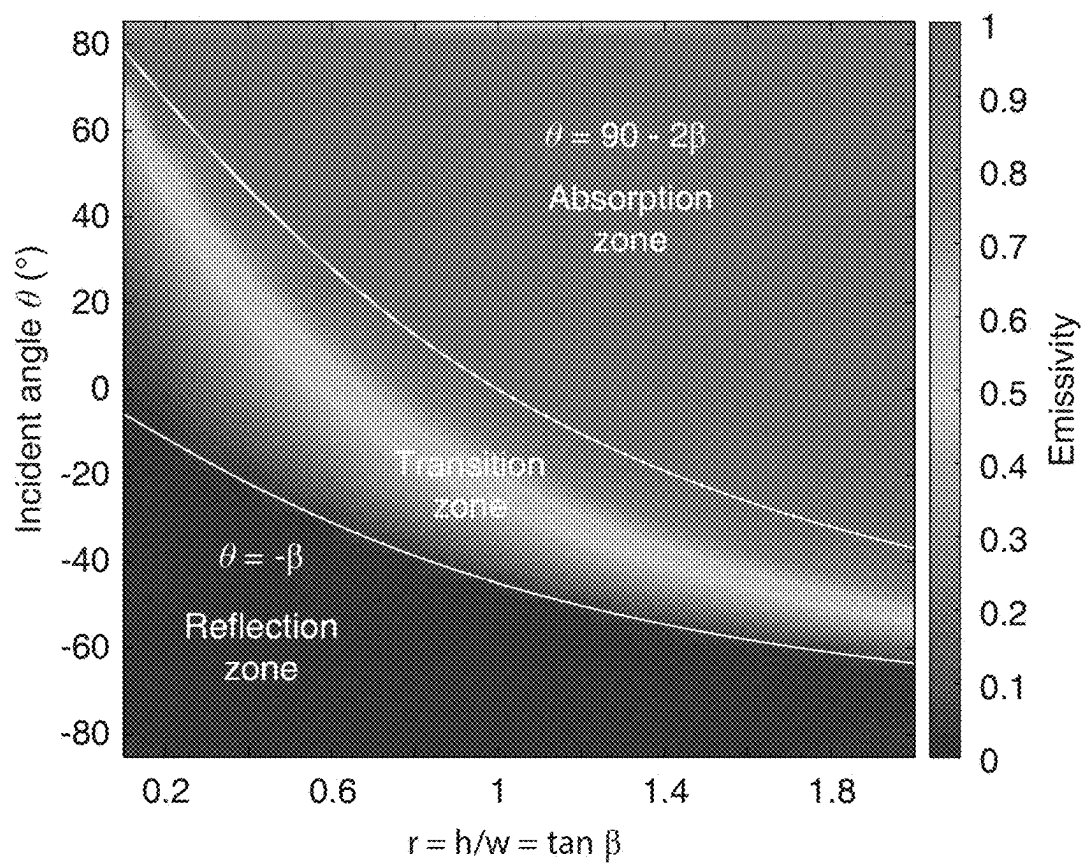 80
60
40
20
0
-20
-40
-60
-80
Incident angle θ (°)
θ = 90 - 2β
Absorption
zone
Transition
zone
θ = -β
Reflection
zone
0.2
0.6
1
1.4
1.8
r = h/w = tan β
1
0.9
0.8
0.7
0.6
0.5
0.4
0.3
0.2
0.1
0
Emissivity